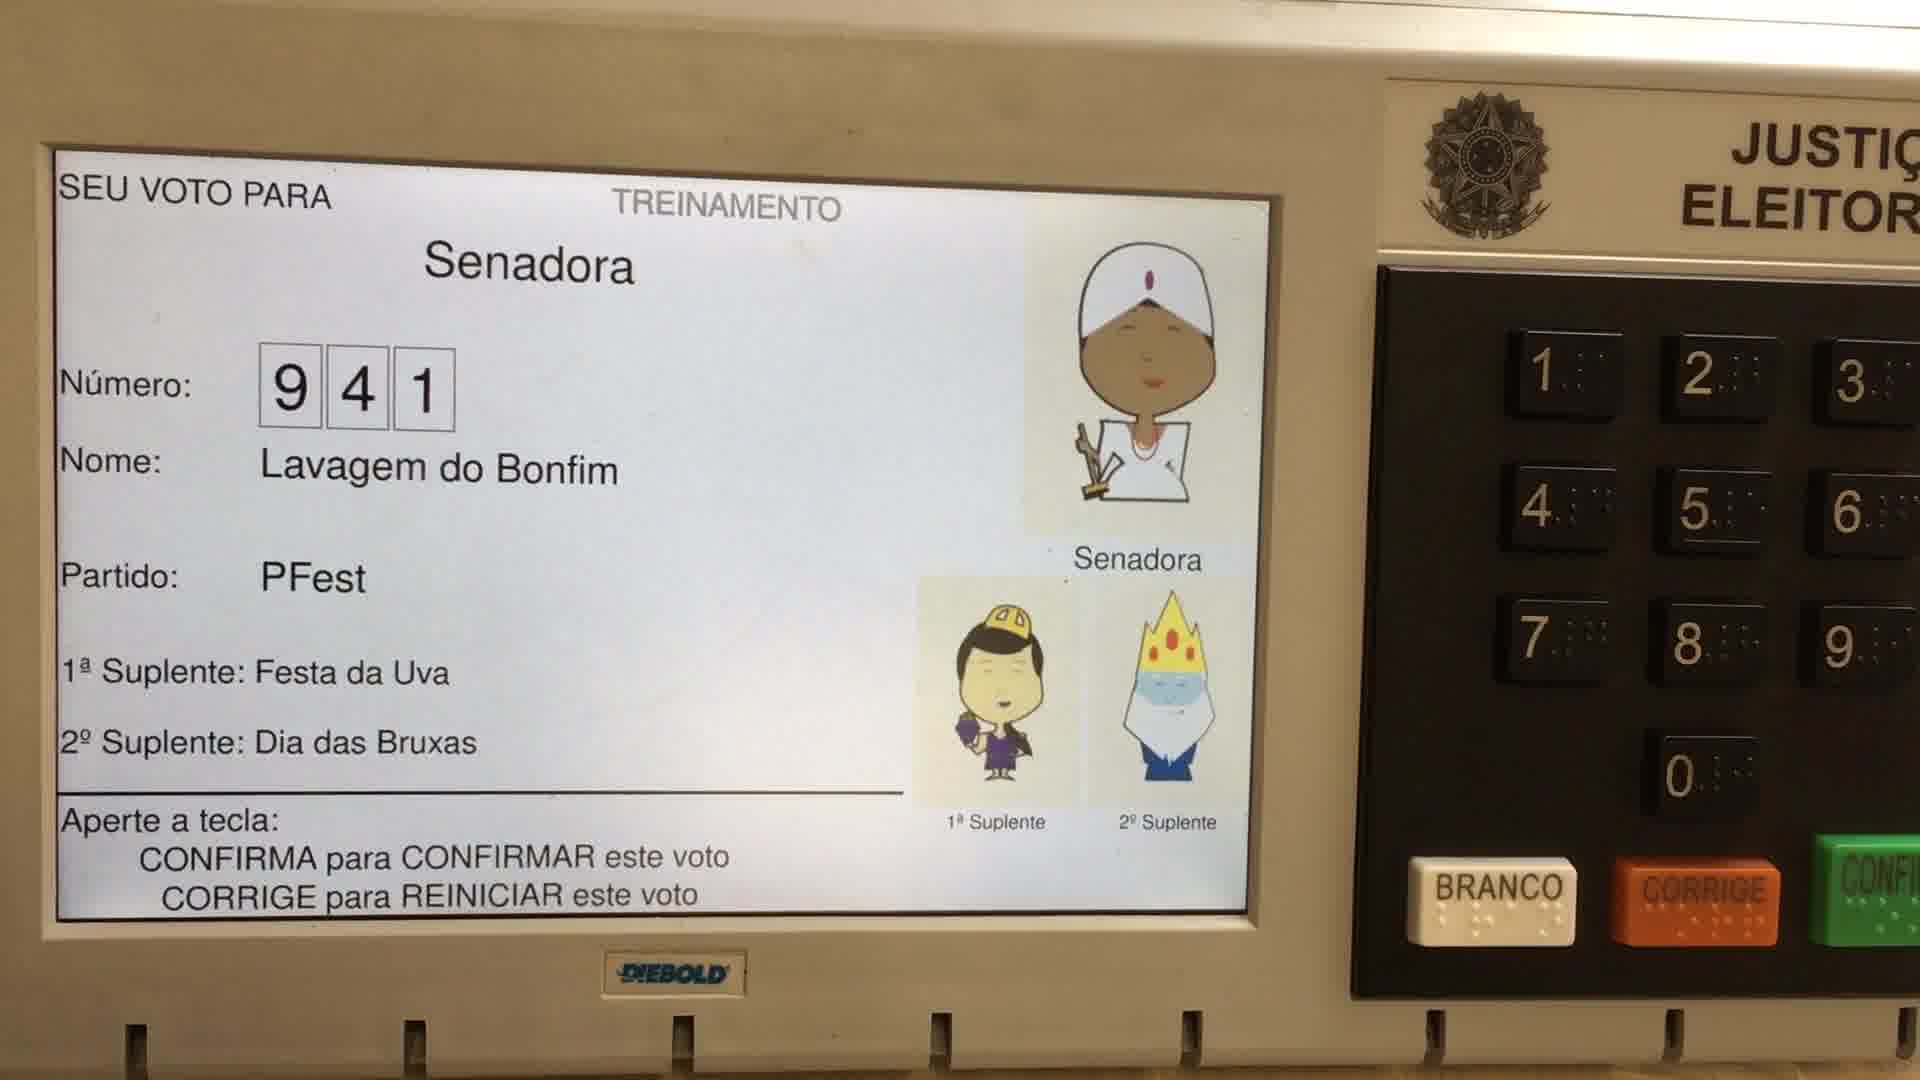 SEU VOTO PARA
TREINAMENTO
Senadora
Número: 9 4 1
Nome: Lavagem do Bonfim
Partido: PFest
1ª Suplente: Festa da Uva
2º Suplente: Dia das Bruxas
Aperte a tecla:
CONFIRMA para CONFIRMAR este voto
CORRIGE para REINICIAR este voto
Senadora
1ª Suplente
2º Suplente
DIEBOLD
JUSTIÇ
ELEITOR
1 2 3
4 5 6
7 8 9
0
BRANCO CORRIGE CONFI